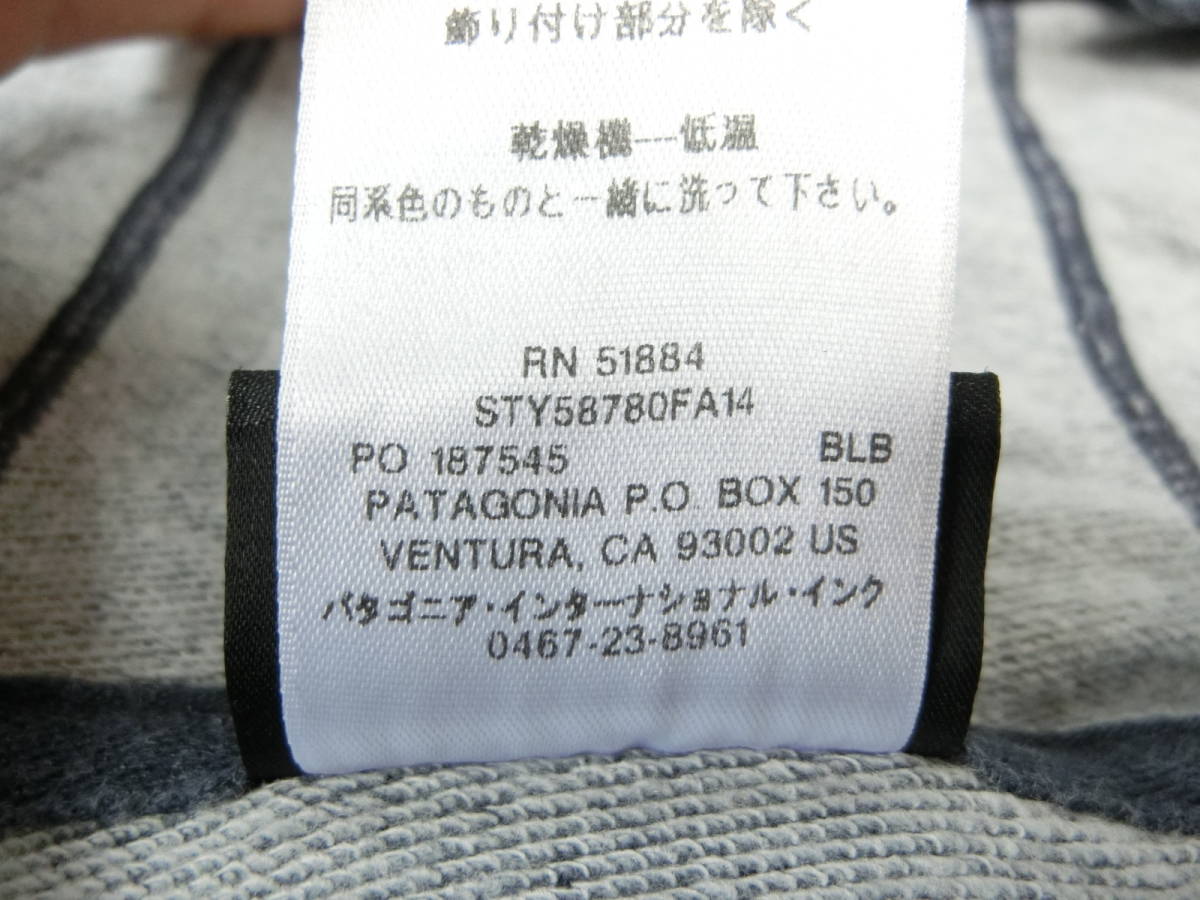 飾り付け部分を除く
乾燥機—低温
同系色のものと一緒に洗って下さい。
RN 51884
STY58780FA14
PO 187545 BLB
PATAGONIA P.O. BOX 150
VENTURA, CA 93002 US
パタゴニア・インターナショナル・インク
0467-23-8961